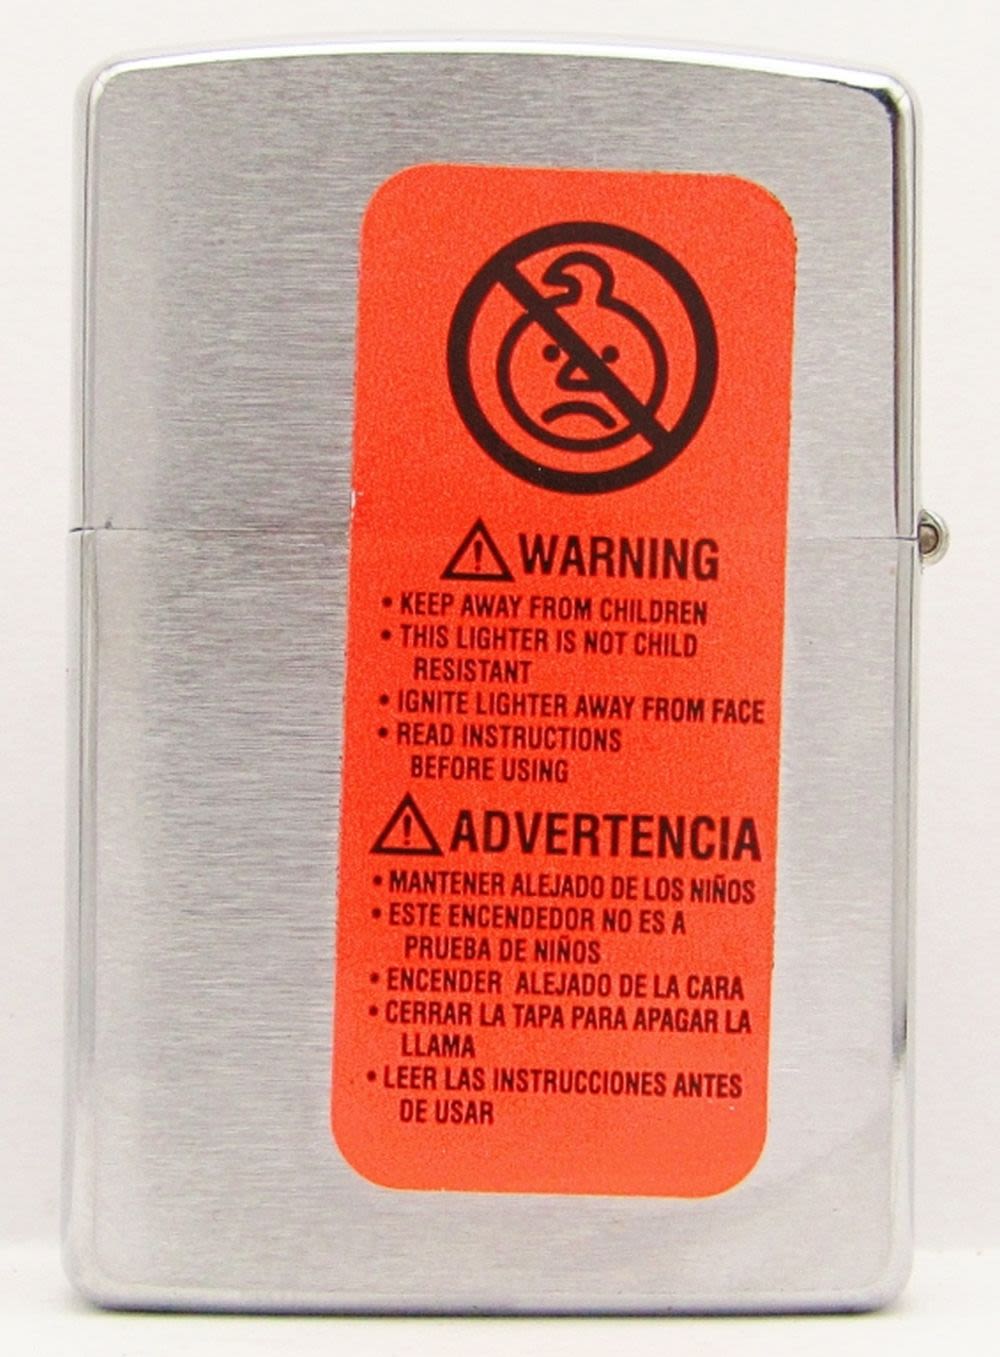 WARNING
• KEEP AWAY FROM CHILDREN
• THIS LIGHTER IS NOT CHILD
RESISTANT
• IGNITE LIGHTER AWAY FROM FACE
• READ INSTRUCTIONS
BEFORE USING
ADVERTENCIA
• MANTENER ALEJADO DE LOS NIÑOS
• ESTE ENCENDEDOR NO ES A
PRUEBA DE NIÑOS
• ENCENDER ALEJADO DE LA CARA
• CERRAR LA TAPA PARA APAGAR LA
LLAMA
• LEER LAS INSTRUCCIONES ANTES
DE USAR